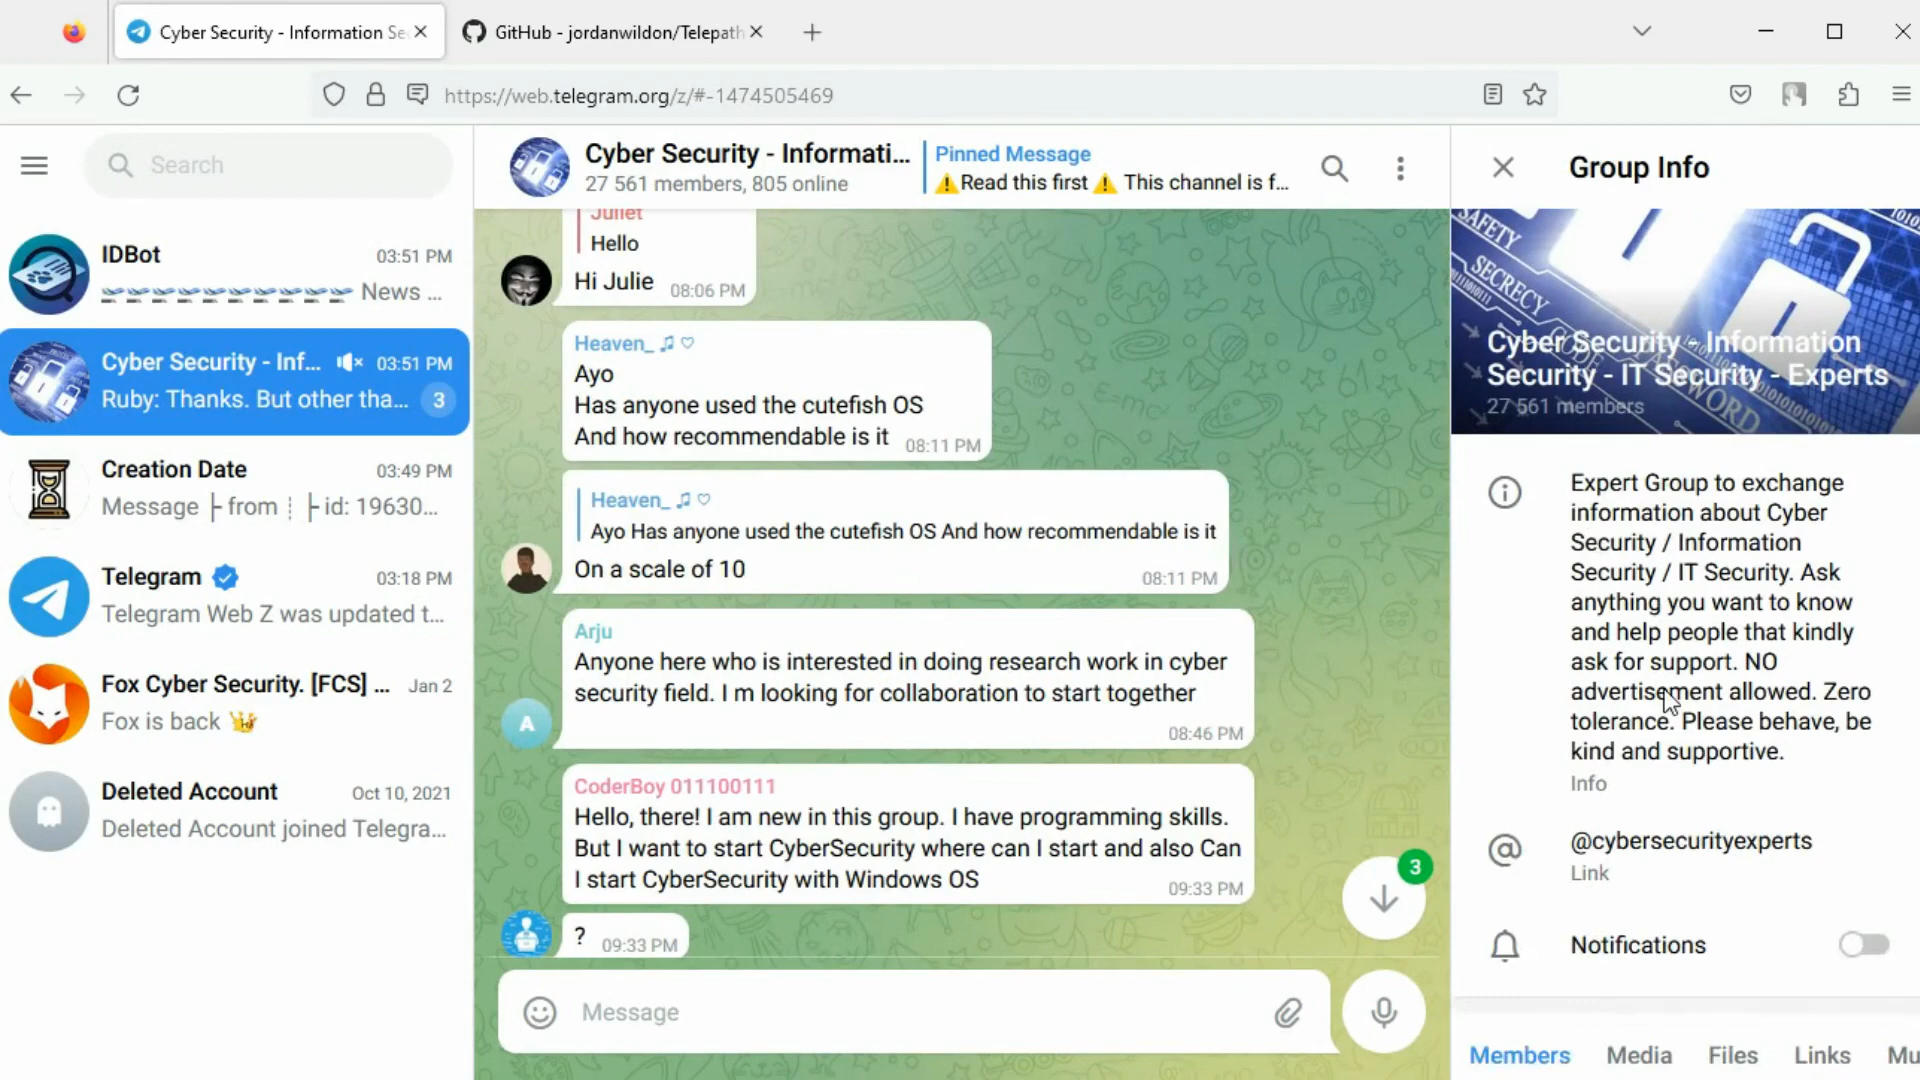 Cyber Security - Information Se
GitHub - jordanwildon/Telepath
https://web.telegram.org/z/#-1474505469
Search
IDBot
03:51 PM
News ...
Cyber Security - Inf...
03:51 PM
Ruby: Thanks. But other tha...
3
Creation Date
03:49 PM
Message ├ from ┊ ├ id: 19630...
Telegram
03:18 PM
Telegram Web Z was updated t...
Fox Cyber Security. [FCS] ...
Jan 2
Fox is back
Deleted Account
Oct 10, 2021
Deleted Account joined Telegra...
Cyber Security - Informati...
27 561 members, 805 online
Pinned Message
⚠️Read this first ⚠️ This channel is f...
Juliet
Hello
Hi Julie
08:06 PM
Heaven_ ♫ ♡
Ayo
Has anyone used the cutefish OS
And how recommendable is it
08:11 PM
Heaven_ ♫ ♡
Ayo Has anyone used the cutefish OS And how recommendable is it
On a scale of 10
08:11 PM
Arju
Anyone here who is interested in doing research work in cyber
security field. I m looking for collaboration to start together
08:46 PM
A
CoderBoy 011100111
Hello, there! I am new in this group. I have programming skills.
But I want to start CyberSecurity where can I start and also Can
I start CyberSecurity with Windows OS
09:33 PM
3
?
09:33 PM
Message
Group Info
SAFETY
SECRECY
CODE
PASSWORD
Cyber Security - Information
Security - IT Security - Experts
27 561 members
Expert Group to exchange
information about Cyber
Security / Information
Security / IT Security. Ask
anything you want to know
and help people that kindly
ask for support. NO
advertisement allowed. Zero
tolerance. Please behave, be
kind and supportive.
Info
@cybersecurityexperts
Link
Notifications
Members
Media
Files
Links
Mu